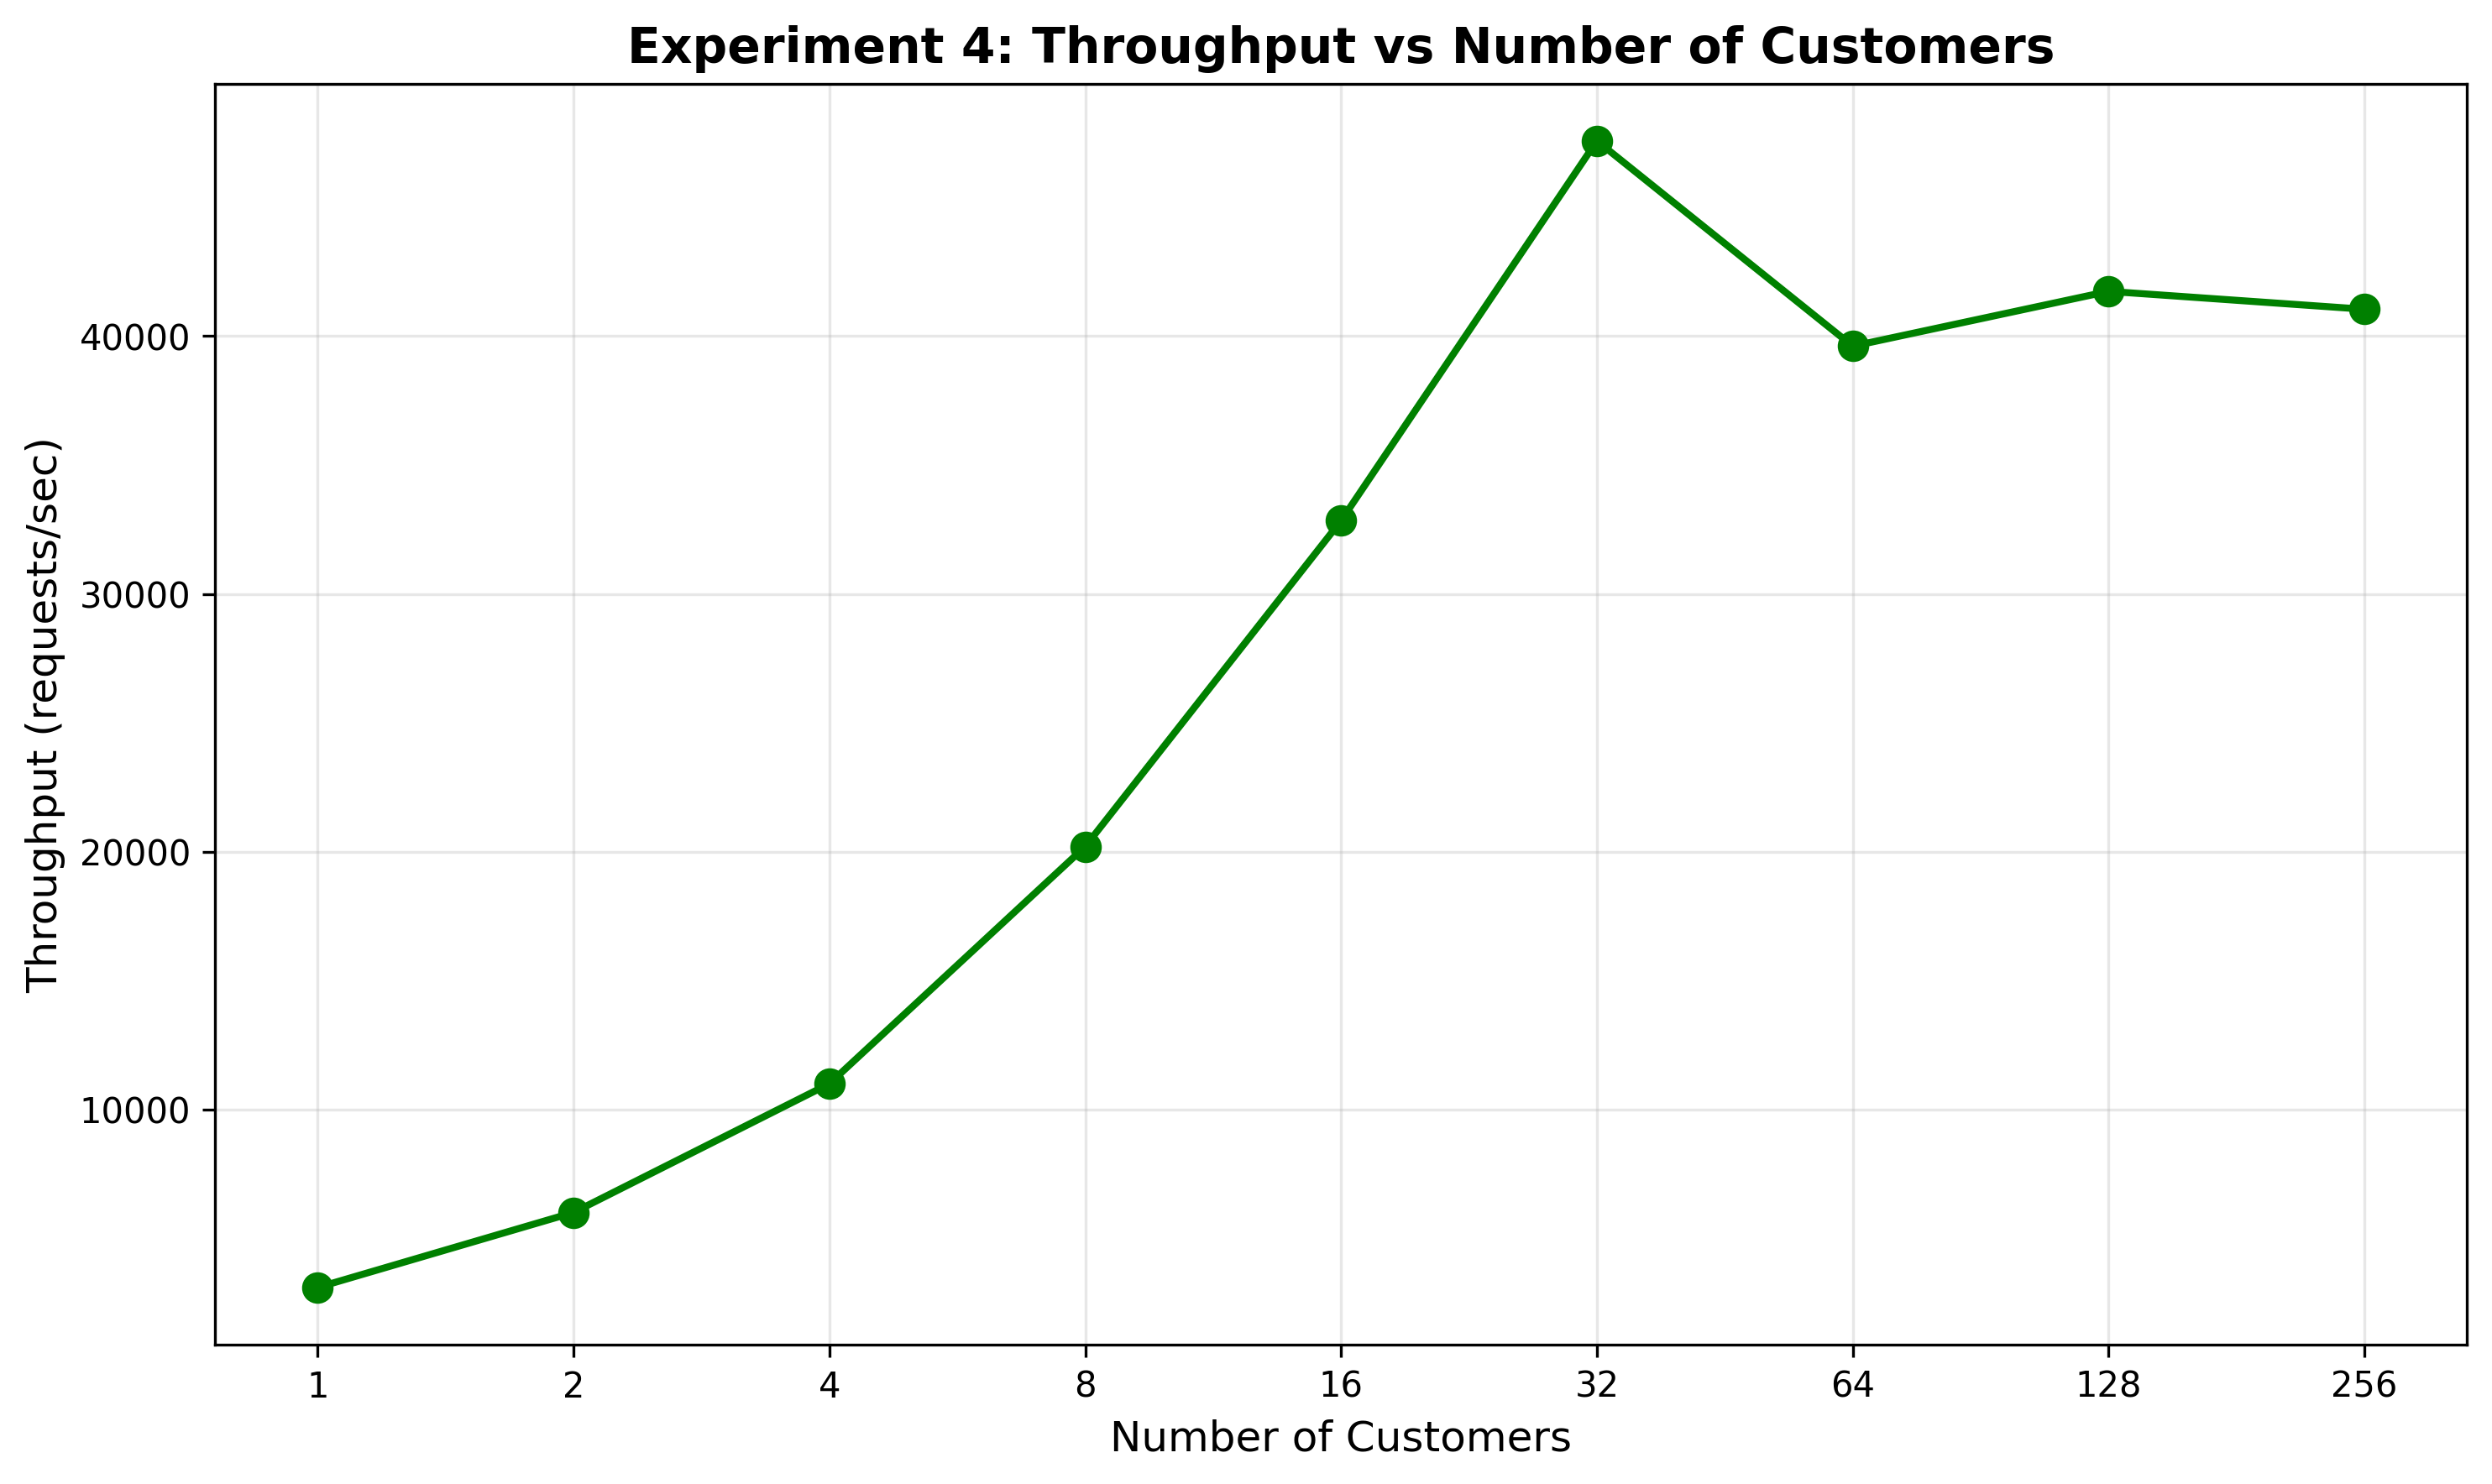 Experiment 4: Throughput vs Number of Customers
Throughput (requests/sec)
40000
30000
20000
10000
1 2 4 8 16 32 64 128 256
Number of Customers